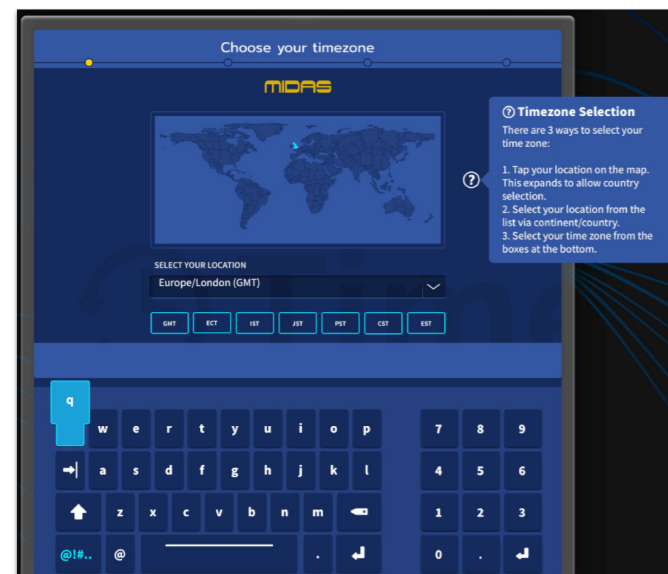 Choose your timezone
MIDAS
? Timezone Selection
There are 3 ways to select your
time zone:
1. Tap your location on the map.
This expands to allow country
selection.
2. Select your location from the
list via continent/country.
3. Select your time zone from the
boxes at the bottom.
?
SELECT YOUR LOCATION
Europe/London (GMT)
GMT ECT IST JST PST CST EST
q w e r t y u i o p 7 8 9
a s d f g h j k l 4 5 6
z x c v b n m 1 2 3
@!#.. @ . 0 .